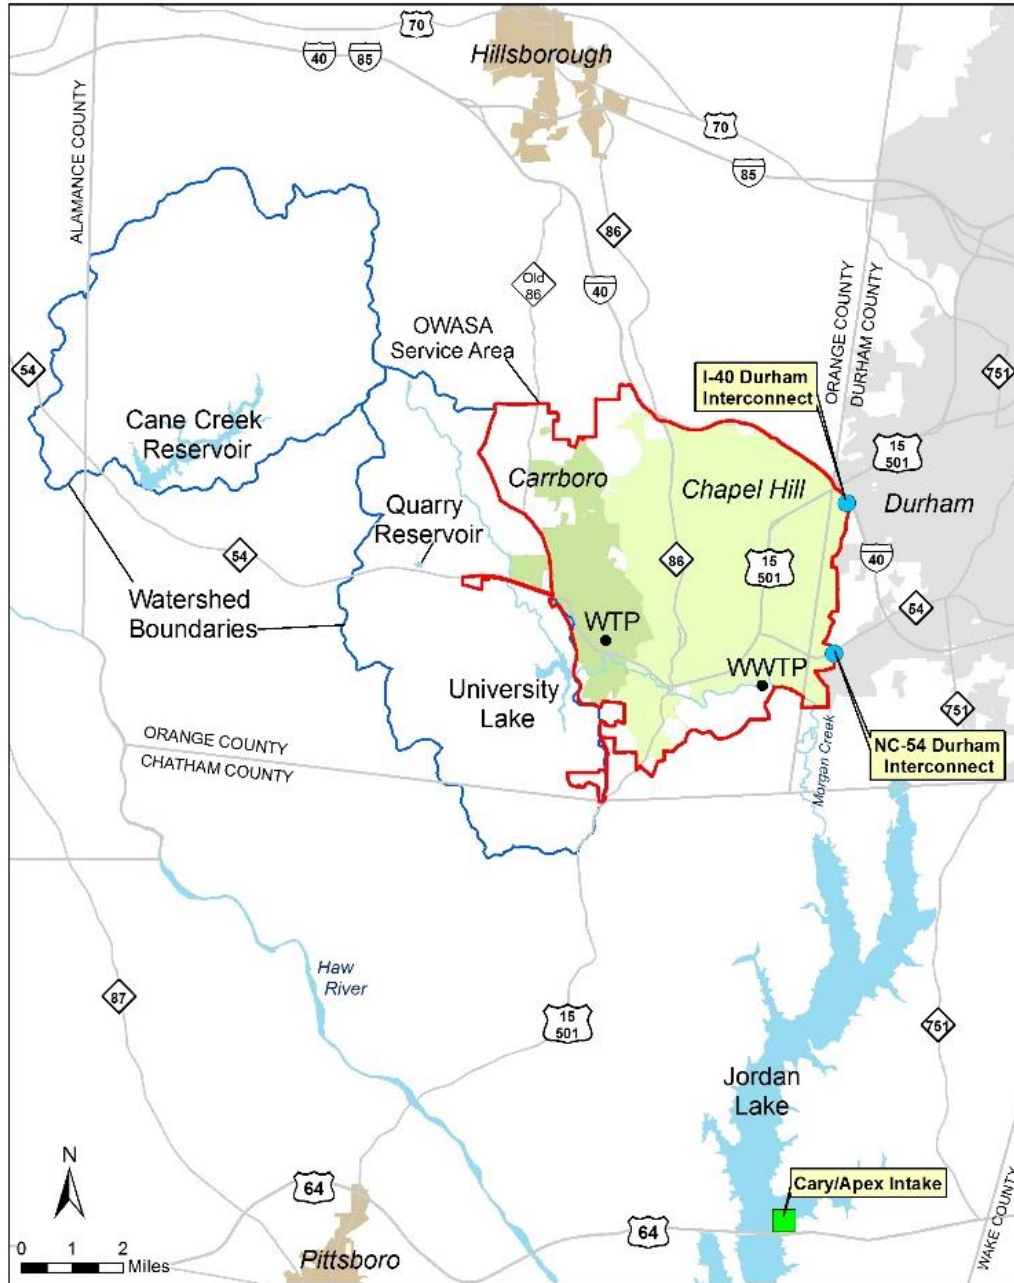 70
Hillsborough
40
85
70
85
ALAMANCE COUNTY
86
Old
86
40
ORANGE COUNTY
DURHAM COUNTY
OWASA
Service Area
54
I-40 Durham
Interconnect
751
Cane Creek
Reservoir
15
501
Carrboro
Chapel Hill
Durham
Quarry
Reservoir
54
86
15
501
40
54
Watershed
Boundaries
WTP
WWTP
University
Lake
751
ORANGE COUNTY
CHATHAM COUNTY
Morgan Creek
NC-54 Durham
Interconnect
Haw
River
87
15
501
751
Jordan
Lake
N
64
Cary/Apex Intake
64
WAKE COUNTY
Pittsboro
0 1 2
Miles